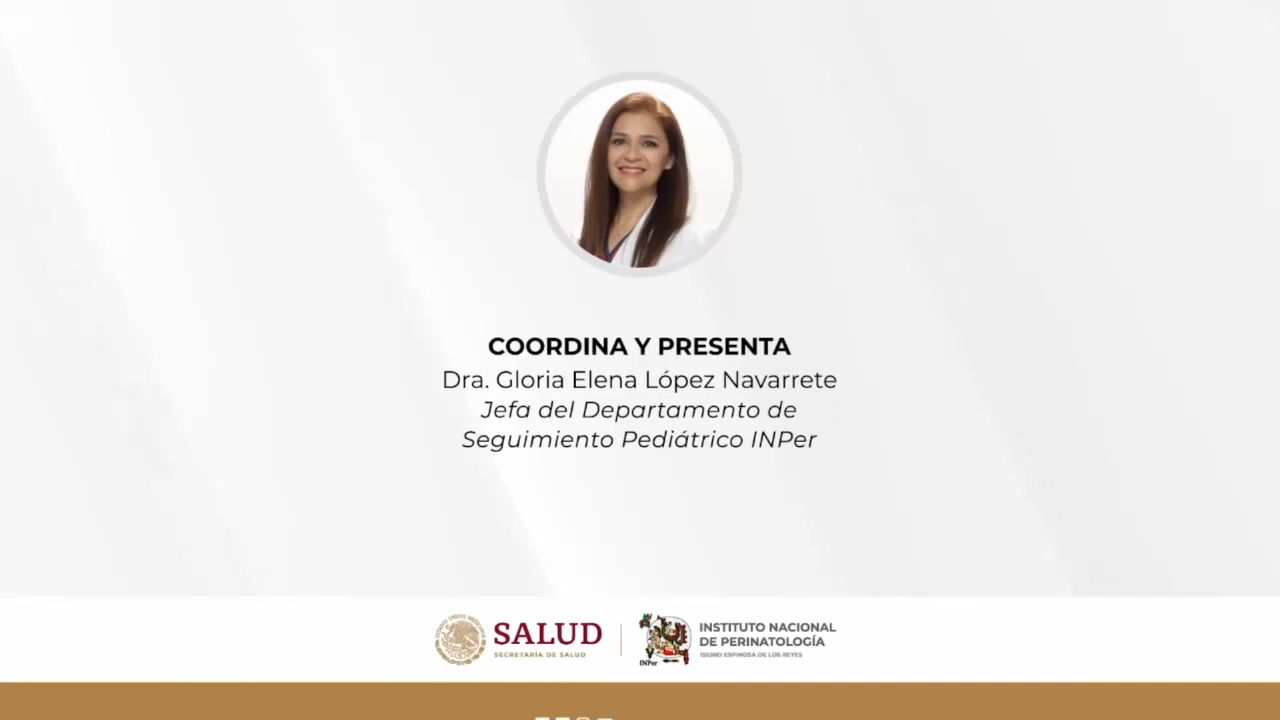 COORDINA Y PRESENTA
Dra. Gloria Elena López Navarrete
Jefa del Departamento de
Seguimiento Pediátrico INPer
SALUD
SECRETARÍA DE SALUD
INPer
INSTITUTO NACIONAL
DE PERINATOLOGÍA
ISIDRO ESPINOSA DE LOS REYES